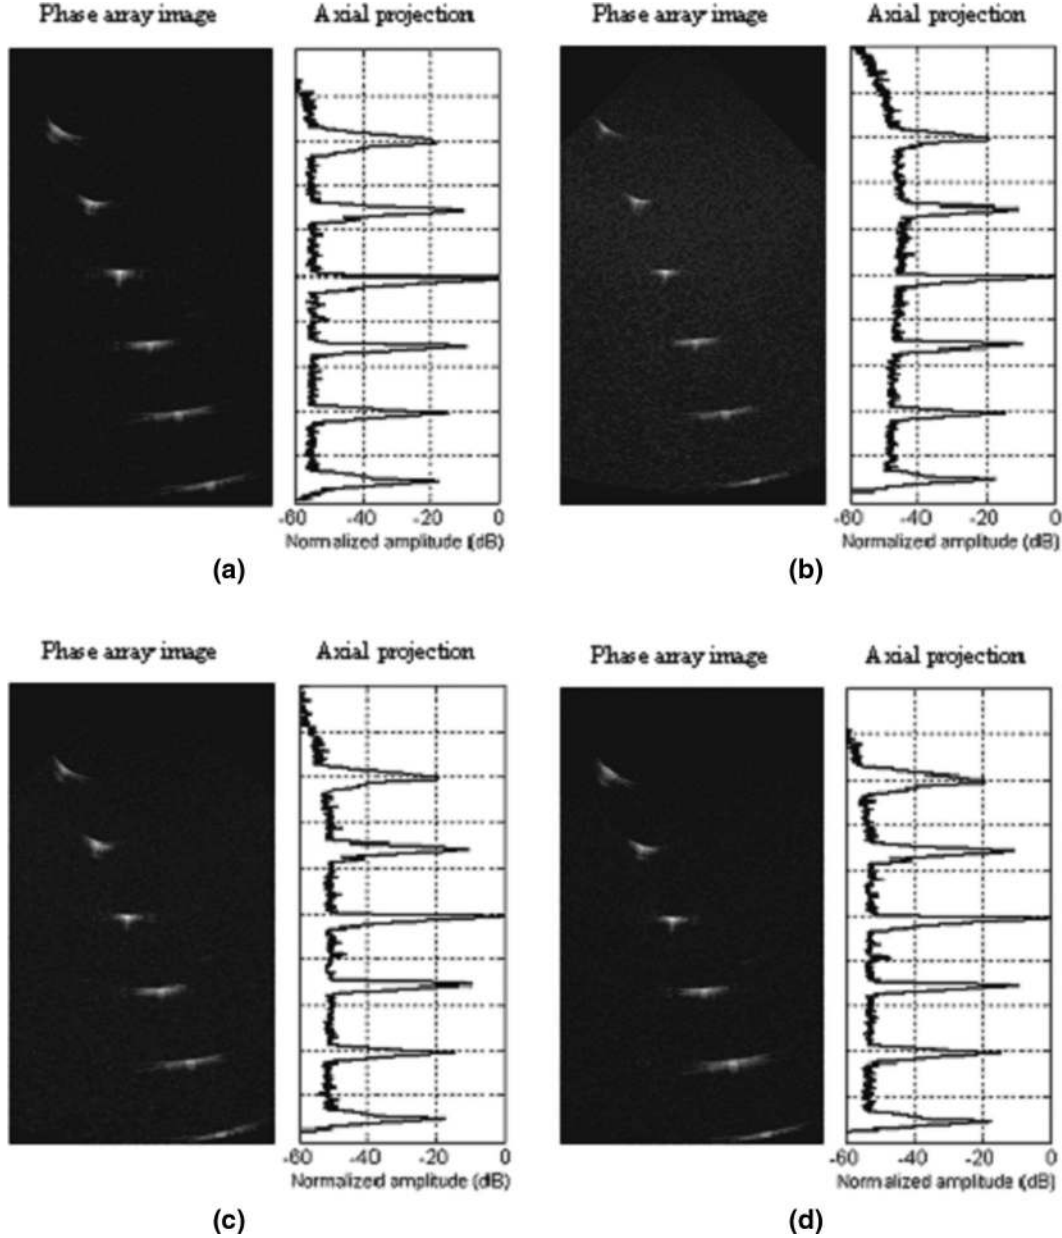 Phase array image Axial projection Phase array image Axial projection
-60 -40 -20 0 -60 -40 -20 0
Normalized amplitude (dB) Normalized amplitude (dB)
(a) (b)
Phase array image Axial projection Phase array image Axial projection
-60 -40 -20 0 -60 -40 -20 0
Normalized amplitude (dB) Normalized amplitude (dB)
(c) (d)